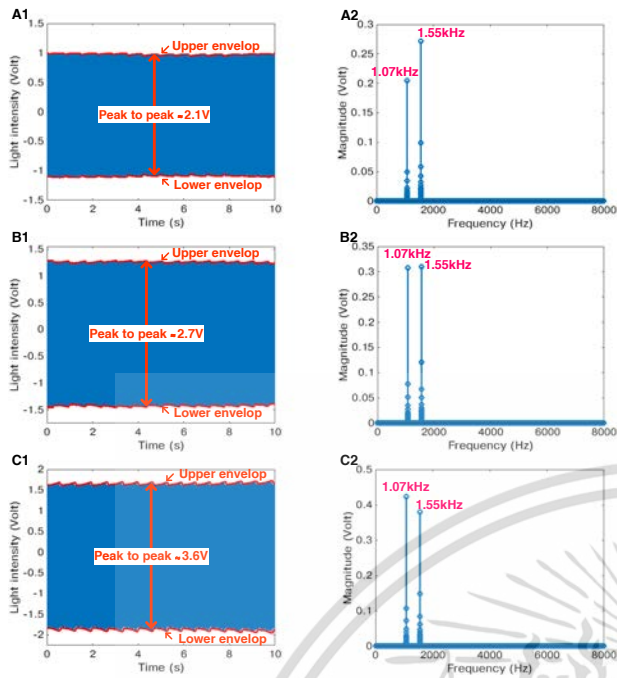 A1
1.5
1
0.5
0
-0.5
-1
-1.5
Light intensity (Volt)
Upper envelop
Peak to peak ≈2.1V
Lower envelop
0 2 4 6 8 10
Time (s)
A2
0.3
0.25
0.2
0.15
0.1
0.05
0
Magnitude (Volt)
1.07kHz
1.55kHz
0 2000 4000 6000 8000
Frequency (Hz)
B1
1.5
1
0.5
0
-0.5
-1
-1.5
Light intensity (Volt)
Upper envelop
Peak to peak ≈2.7V
Lower envelop
0 2 4 6 8 10
Time (s)
B2
0.35
0.3
0.25
0.2
0.15
0.1
0.05
0
Magnitude (Volt)
1.07kHz
1.55kHz
0 2000 4000 6000 8000
Frequency (Hz)
C1
2
1.5
1
0.5
0
-0.5
-1
-1.5
-2
Light intensity (Volt)
Upper envelop
Peak to peak ≈3.6V
Lower envelop
0 2 4 6 8 10
Time (s)
C2
0.5
0.4
0.3
0.2
0.1
0
Magnitude (Volt)
1.07kHz
1.55kHz
0 2000 4000 6000 8000
Frequency (Hz)